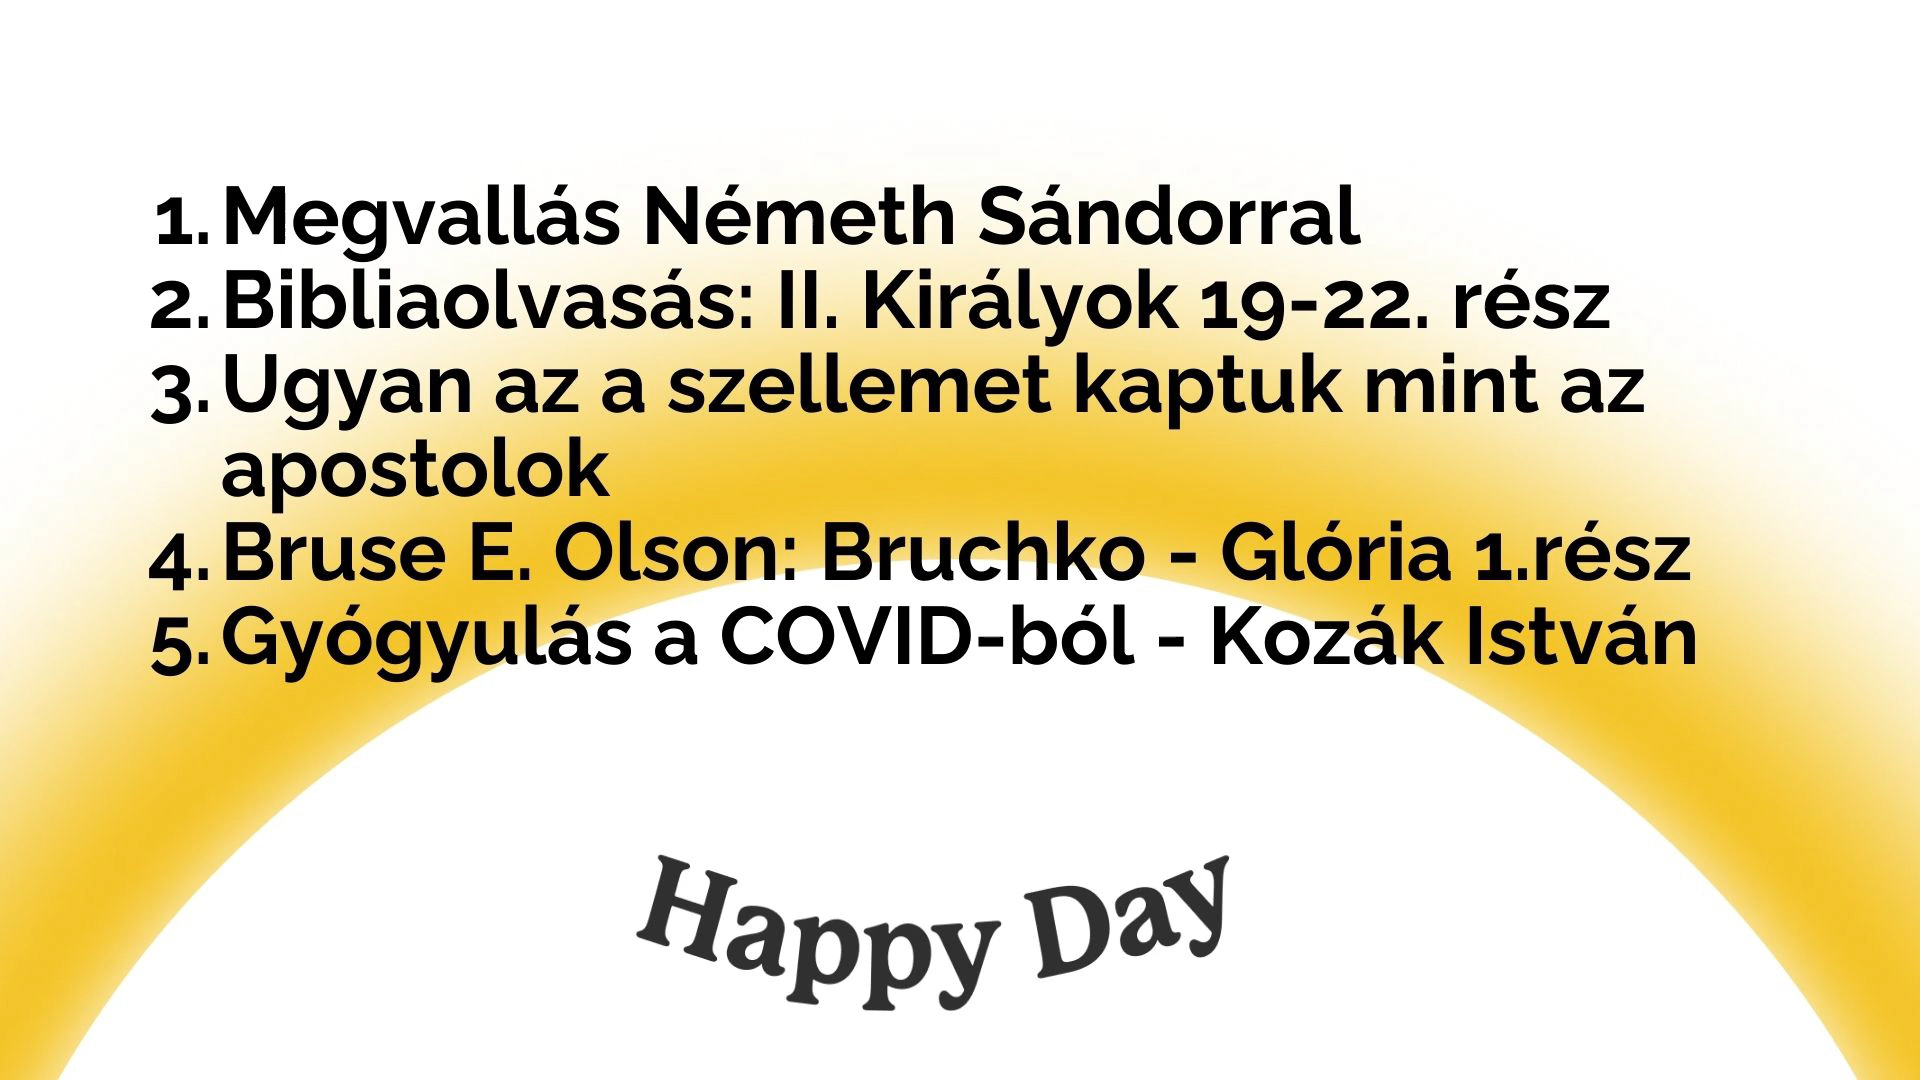 1. Megvallás Németh Sándorral
2. Bibliaolvasás: II. Királyok 19-22. rész
3. Ugyan az a szellemet kaptuk mint az
apostolok
4. Bruse E. Olson: Bruchko - Glória 1.rész
5. Gyógyulás a COVID-ból - Kozák István
Happy Day